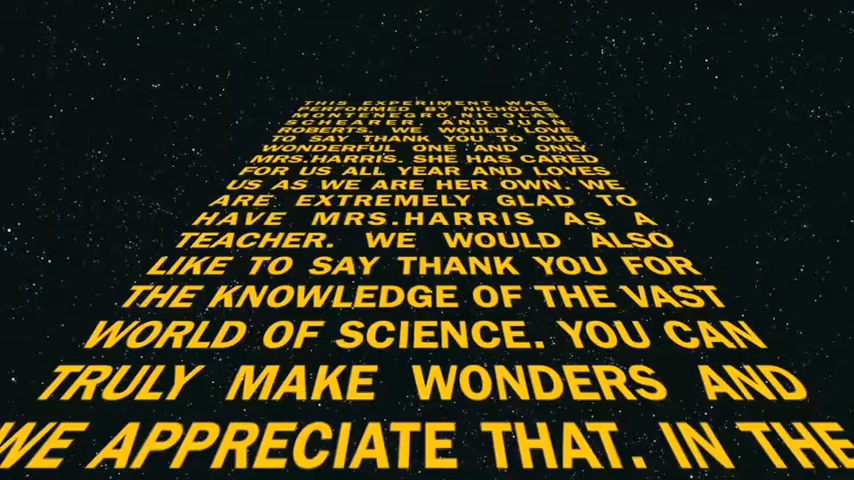 THIS EXPERIMENT WAS
PERFORMED BY NICHOLAS
MONTENEGRO, NICOLAS
SCHEARER, AND JUAN
ROBERTS. WE WOULD LOVE
TO SAY THANK YOU TO OUR
WONDERFUL ONE AND ONLY
MRS.HARRIS. SHE HAS CARED
FOR US ALL YEAR AND LOVES
US AS WE ARE HER OWN. WE
ARE EXTREMELY GLAD TO
HAVE MRS.HARRIS AS A
TEACHER. WE WOULD ALSO
LIKE TO SAY THANK YOU FOR
THE KNOWLEDGE OF THE VAST
WORLD OF SCIENCE. YOU CAN
TRULY MAKE WONDERS AND
WE APPRECIATE THAT. IN THE